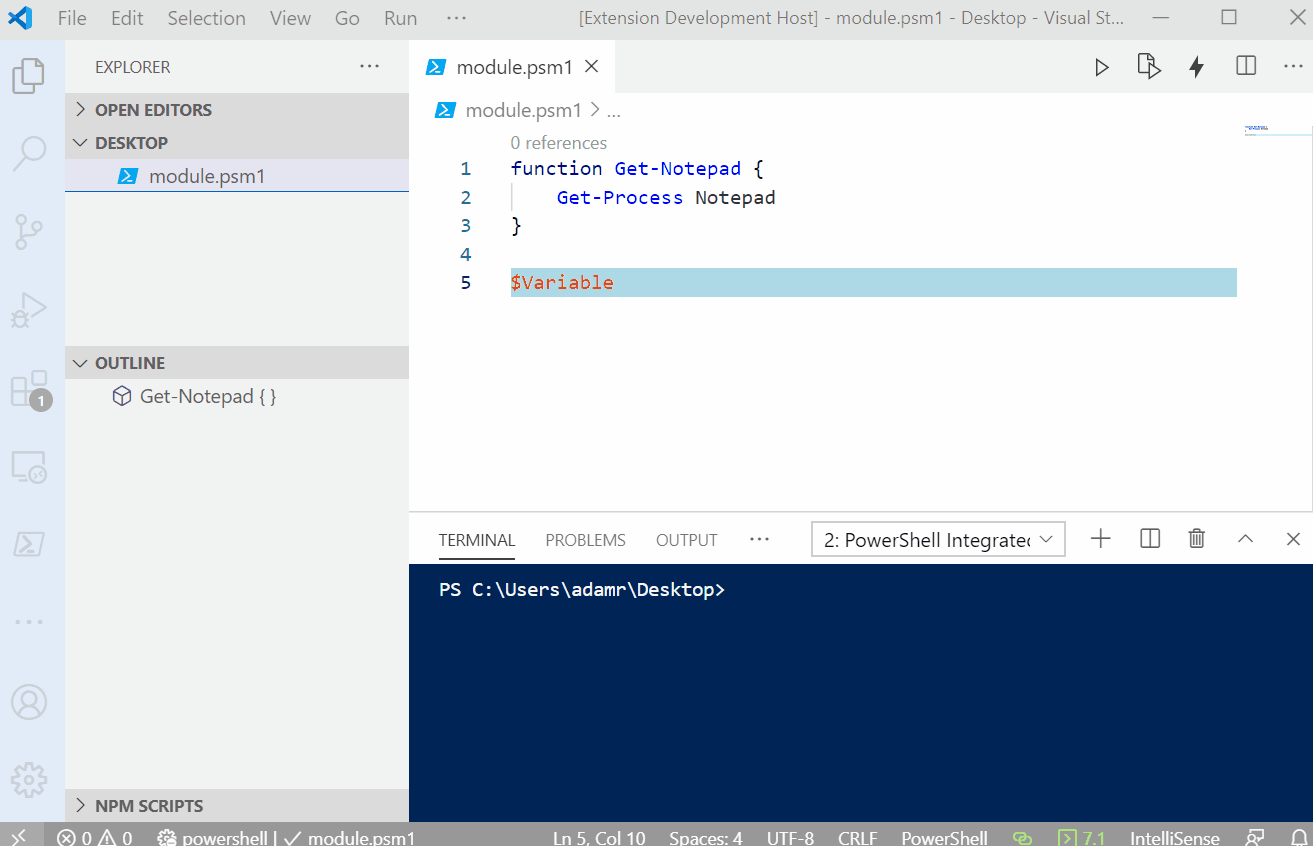 File Edit Selection View Go Run ··· [Extension Development Host] - module.psm1 - Desktop - Visual St...
EXPLORER ···
OPEN EDITORS
DESKTOP
module.psm1
OUTLINE
Get-Notepad { }
NPM SCRIPTS
1
module.psm1
module.psm1 > ...
0 references
1 function Get-Notepad {
2 Get-Process Notepad
3 }
4
5 $Variable
TERMINAL PROBLEMS OUTPUT ··· 2: PowerShell Integrated
PS C:\Users\adamr\Desktop>
0 0 powershell | ✓ module.psm1 Ln 5, Col 10 Spaces: 4 UTF-8 CRLF PowerShell 7.1 IntelliSense